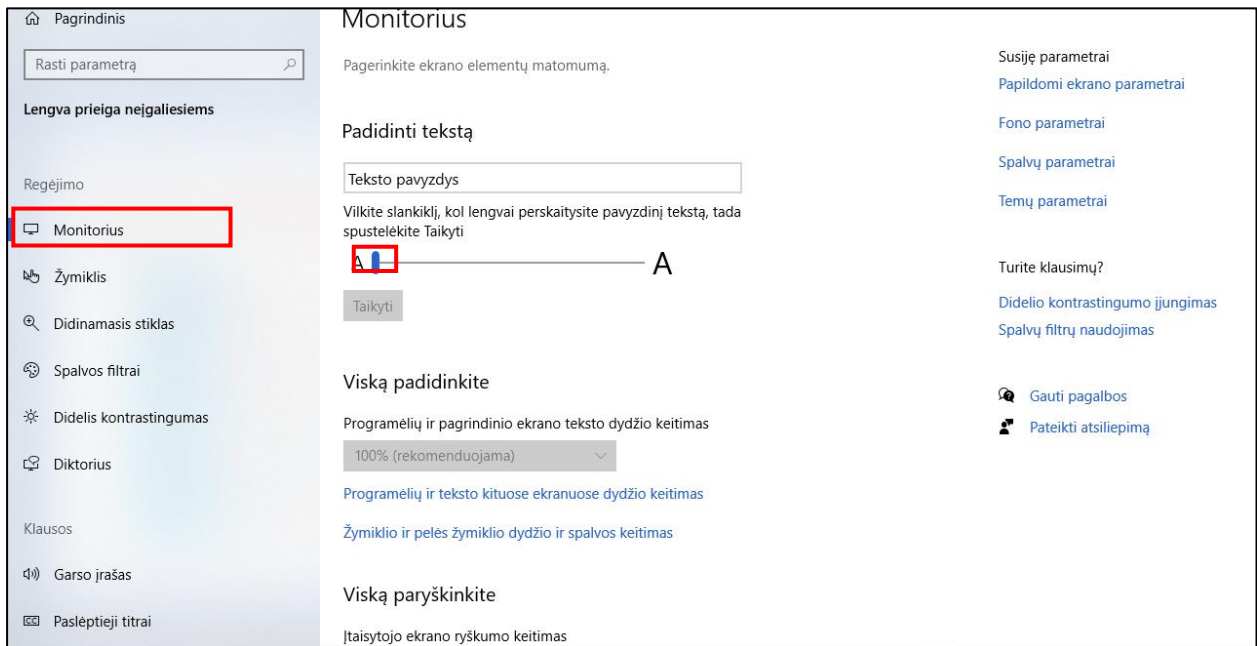 Pagrindinis
Rasti parametrą
Lengva prieiga neįgaliesiems
Regėjimo
Monitorius
Žymiklis
Didinamasis stiklas
Spalvos filtrai
Didelis kontrastingumas
Diktorius
Klausos
Garso įrašas
Paslėptieji titrai
Monitorius
Pagerinkite ekrano elementų matomumą.
Padidinti tekstą
Teksto pavyzdys
Vilkite slankiklį, kol lengvai perskaitysite pavyzdinį tekstą, tada
spustelėkite Taikyti
A A
Taikyti
Viską padidinkite
Programėlių ir pagrindinio ekrano teksto dydžio keitimas
100% (rekomenduojama)
Programėlių ir teksto kituose ekranuose dydžio keitimas
Žymiklio ir pelės žymiklio dydžio ir spalvos keitimas
Viską paryškinkite
Įtaisytojo ekrano ryškumo keitimas
Susiję parametrai
Papildomi ekrano parametrai
Fono parametrai
Spalvų parametrai
Temų parametrai
Turite klausimų?
Didelio kontrastingumo įjungimas
Spalvų filtrų naudojimas
Gauti pagalbos
Pateikti atsiliepimą